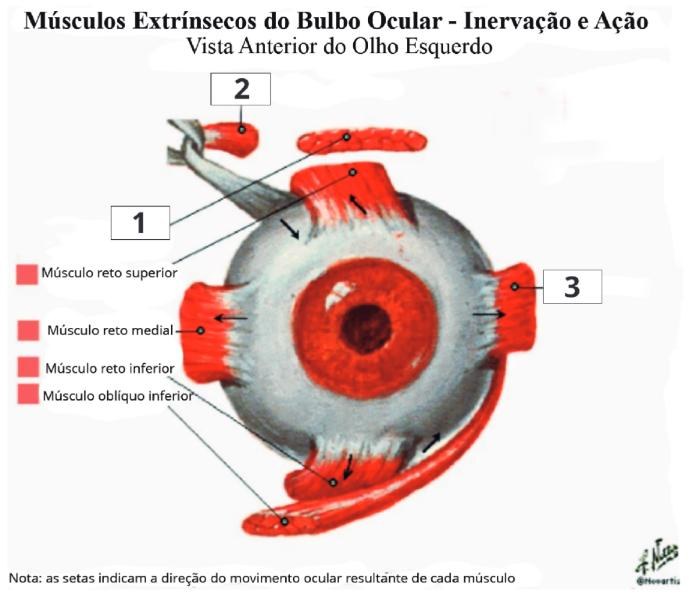 Músculos Extrínsecos do Bulbo Ocular - Inervação e Ação
Vista Anterior do Olho Esquerdo
2
1
Músculo reto superior
3
Músculo reto medial
Músculo reto inferior
Músculo oblíquo inferior
Nota: as setas indicam a direção do movimento ocular resultante de cada músculo